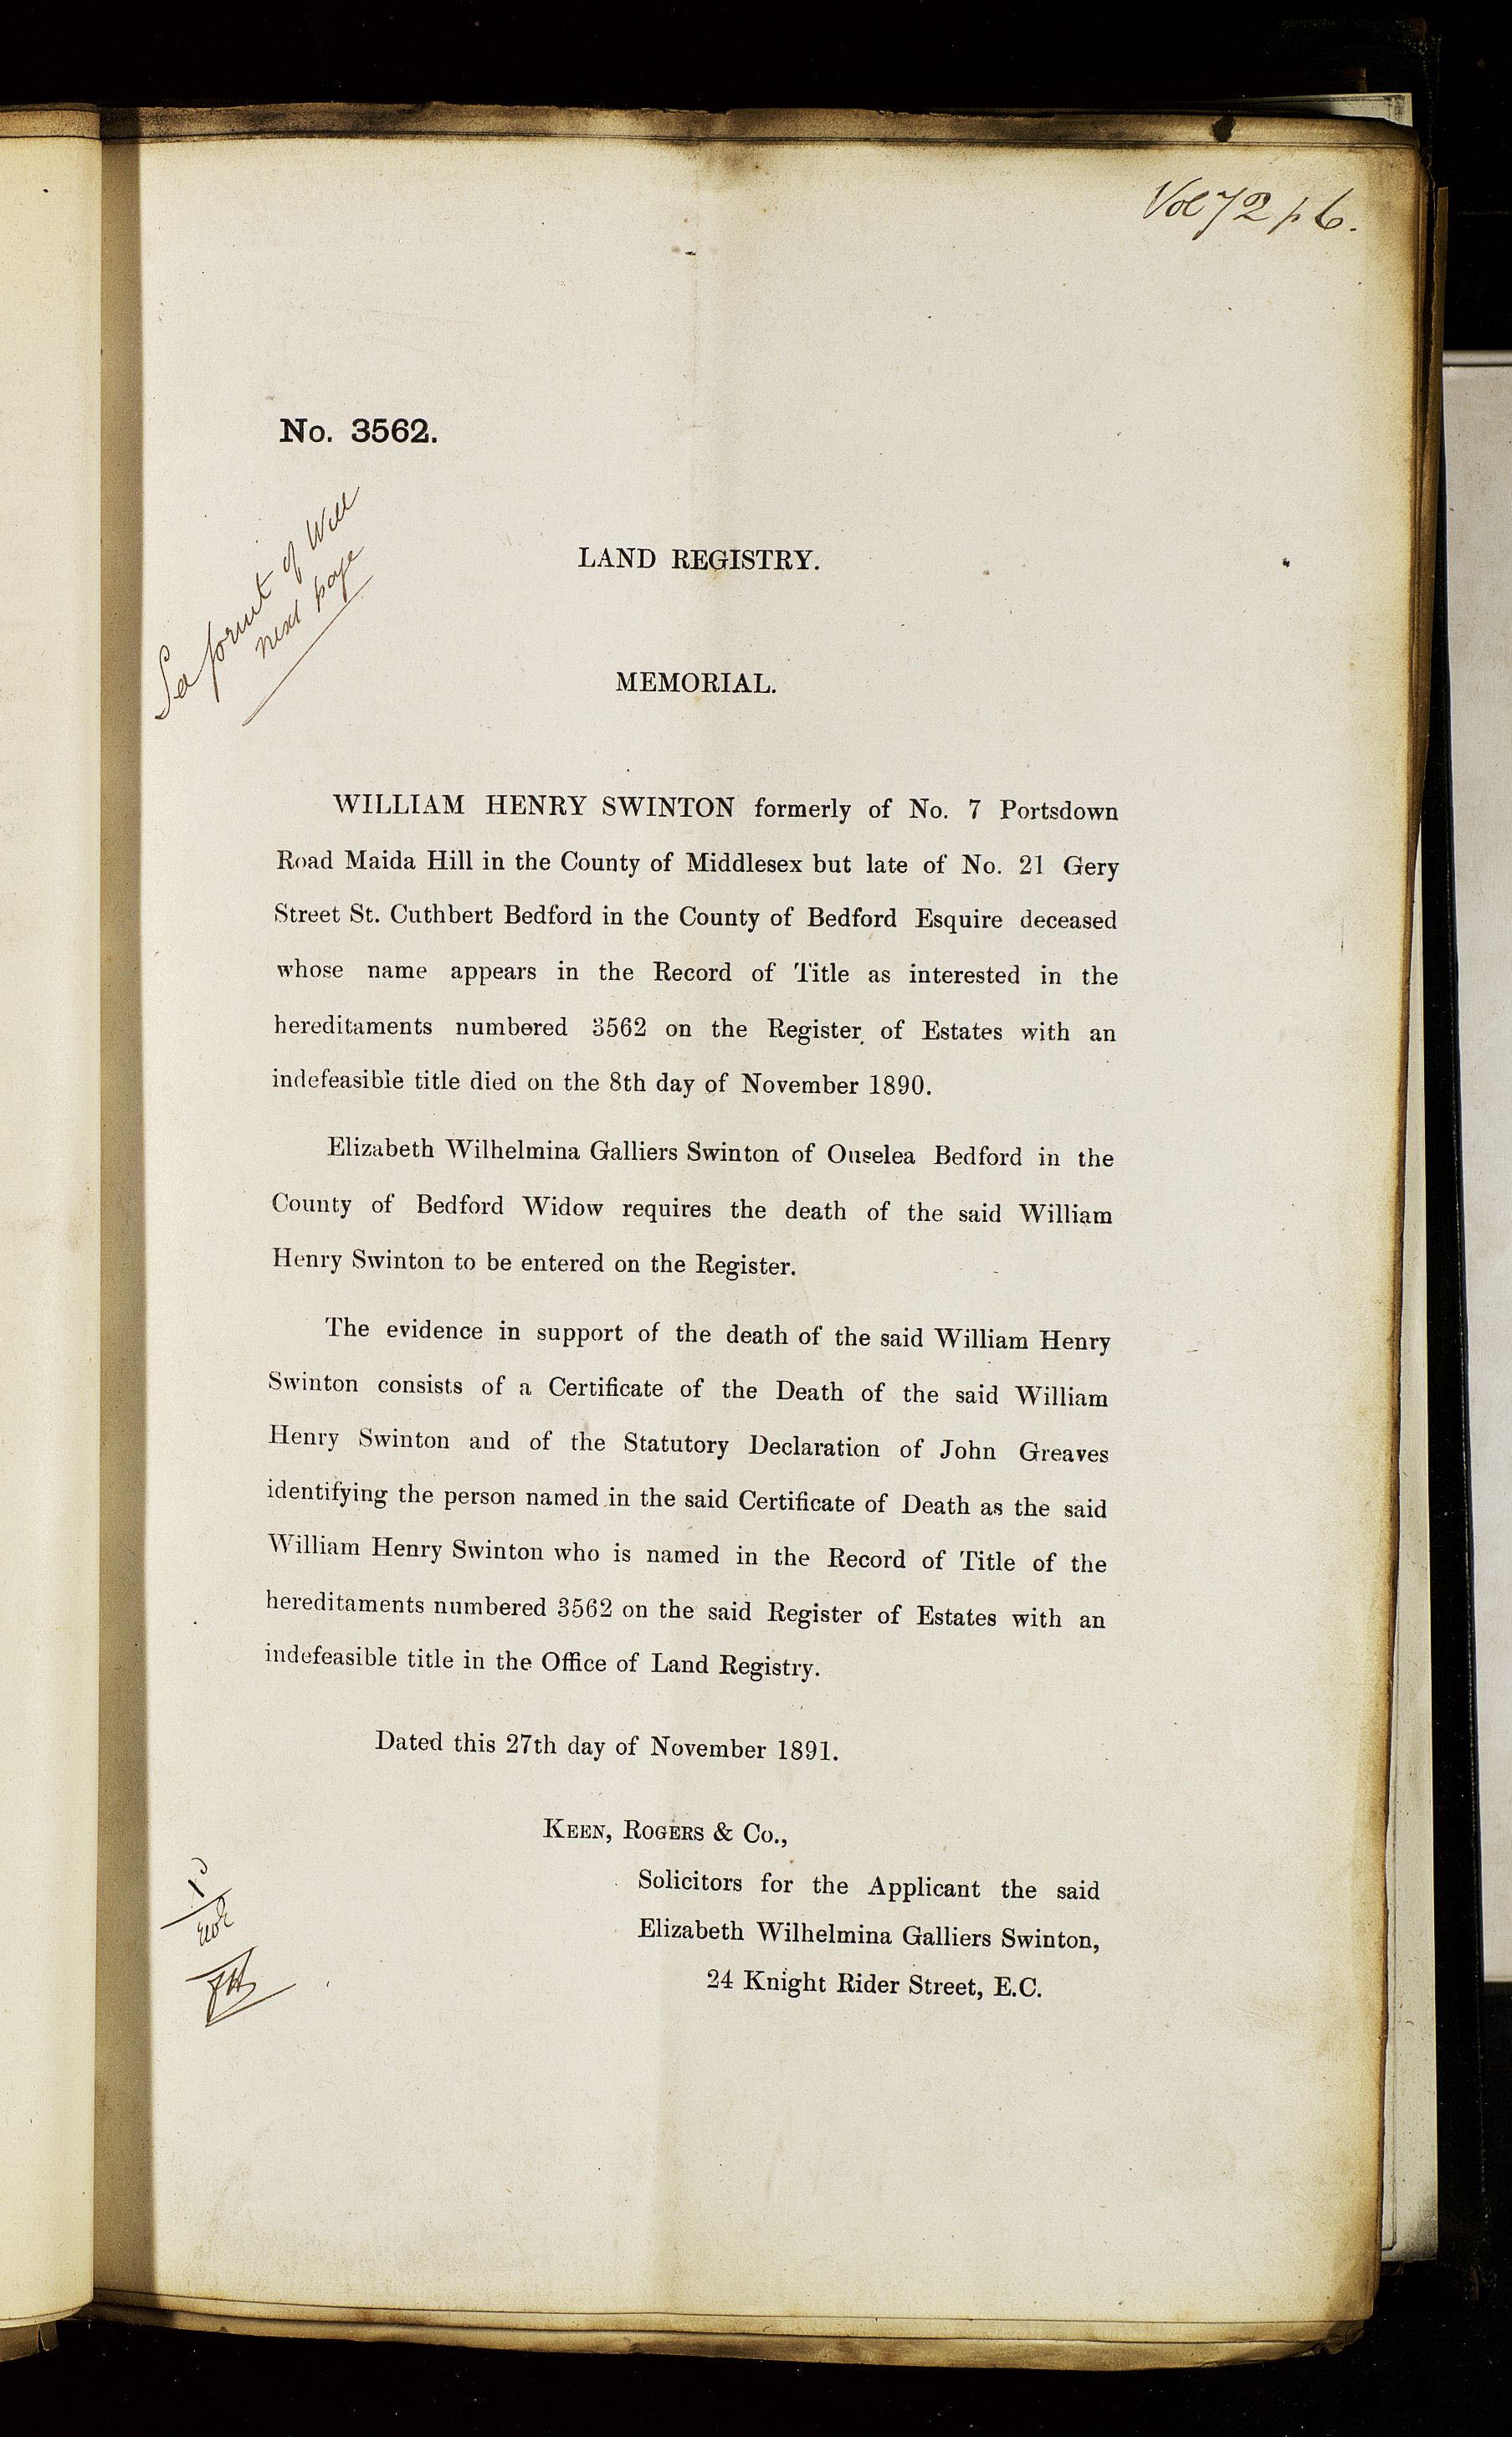 Vol 72 p 6.
No. 3562.
of Will
next page
LAND REGISTRY.
MEMORIAL.
WILLIAM HENRY SWINTON formerly of No. 7 Portsdown
Road Maida Hill in the County of Middlesex but late of No. 21 Gery
Street St. Cuthbert Bedford in the County of Bedford Esquire deceased
whose name appears in the Record of Title as interested in the
hereditaments numbered 3562 on the Register of Estates with an
indefeasible title died on the 8th day of November 1890.
Elizabeth Wilhelmina Galliers Swinton of Ouselea Bedford in the
County of Bedford Widow requires the death of the said William
Henry Swinton to be entered on the Register.
The evidence in support of the death of the said William Henry
Swinton consists of a Certificate of the Death of the said William
Henry Swinton and of the Statutory Declaration of John Greaves
identifying the person named in the said Certificate of Death as the said
William Henry Swinton who is named in the Record of Title of the
hereditaments numbered 3562 on the said Register of Estates with an
indefeasible title in the Office of Land Registry.
Dated this 27th day of November 1891.
KEEN, ROGERS & Co.,
Solicitors for the Applicant the said
Elizabeth Wilhelmina Galliers Swinton,
24 Knight Rider Street, E.C.